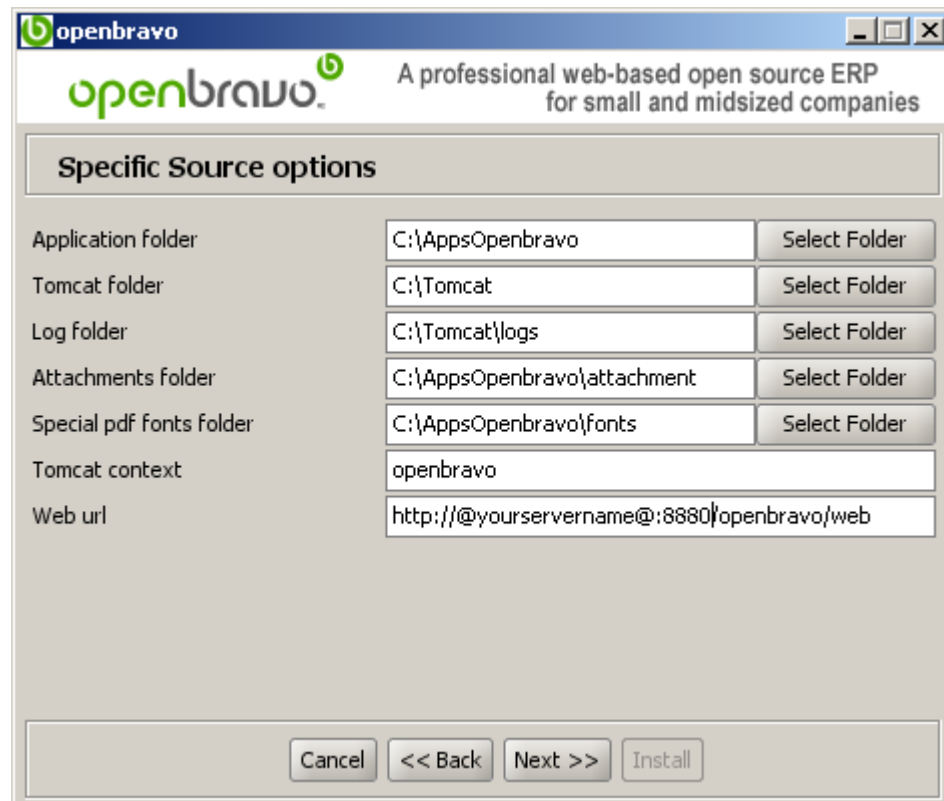 openbravo
openbravo
A professional web-based open source ERP
for small and midsized companies
Specific Source options
Application folder C:\AppsOpenbravo Select Folder
Tomcat folder C:\Tomcat Select Folder
Log folder C:\Tomcat\logs Select Folder
Attachments folder C:\AppsOpenbravo\attachment Select Folder
Special pdf fonts folder C:\AppsOpenbravo\fonts Select Folder
Tomcat context openbravo
Web url http://@yourservername@:8880/openbravo/web
Cancel << Back Next >> Install